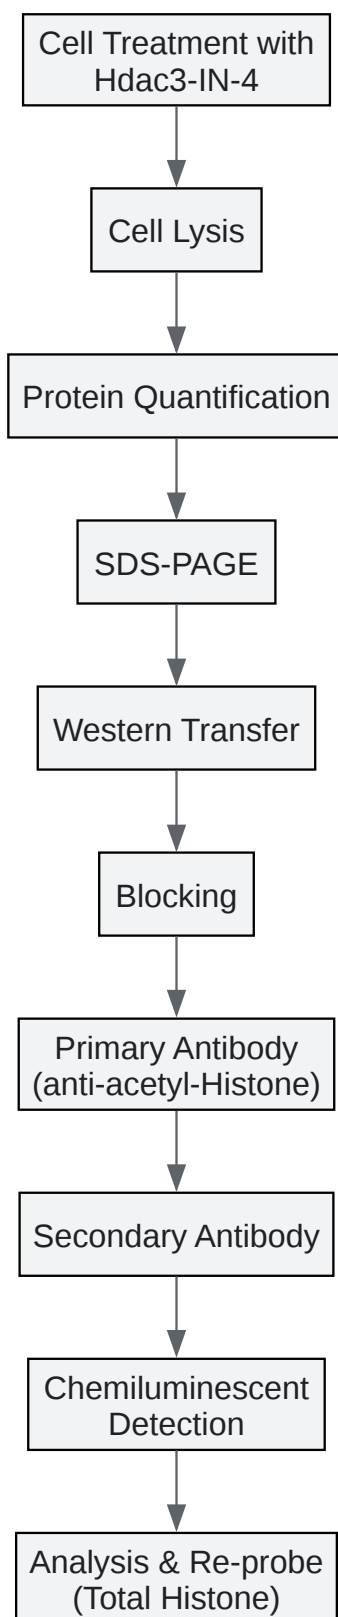 Cell Treatment with
Hdac3-IN-4
Cell Lysis
Protein Quantification
SDS-PAGE
Western Transfer
Blocking
Primary Antibody
(anti-acetyl-Histone)
Secondary Antibody
Chemiluminescent
Detection
Analysis & Re-probe
(Total Histone)